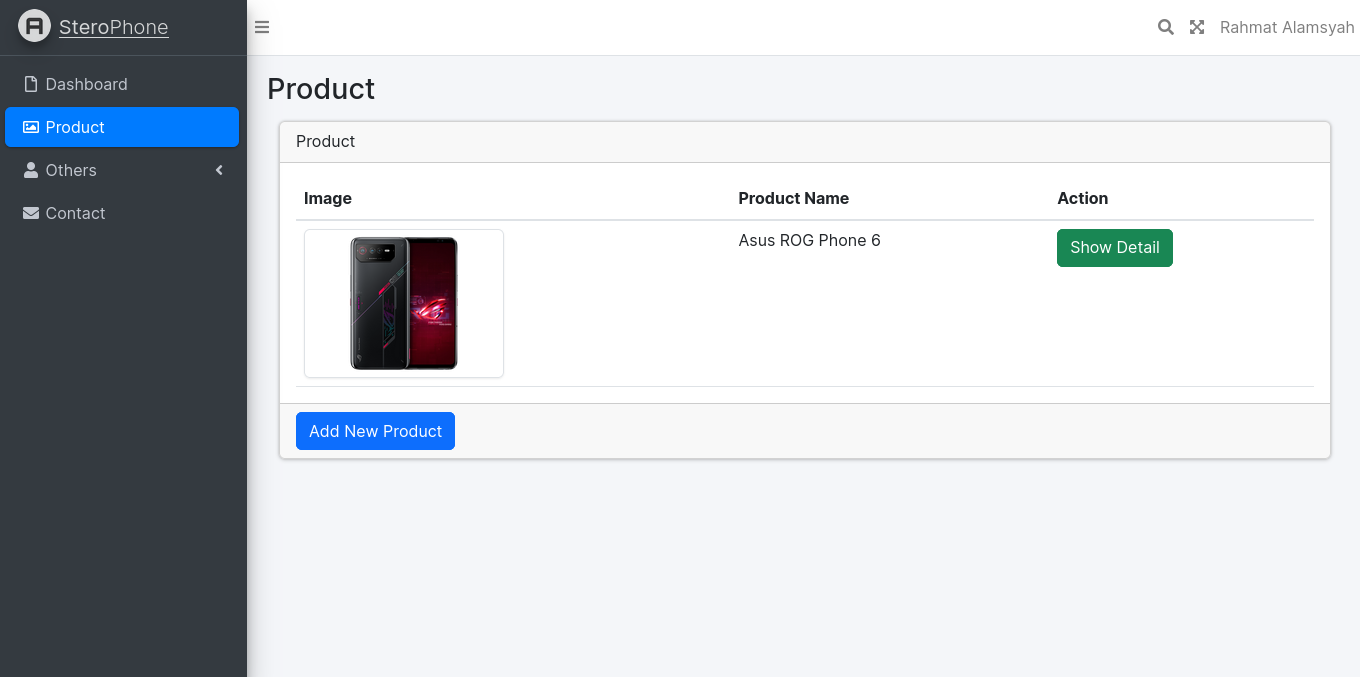 SteroPhone
Rahmat Alamsyah
Dashboard
Product
Others
Contact
Product
Product
Image Product Name Action
Asus ROG Phone 6 Show Detail
Add New Product